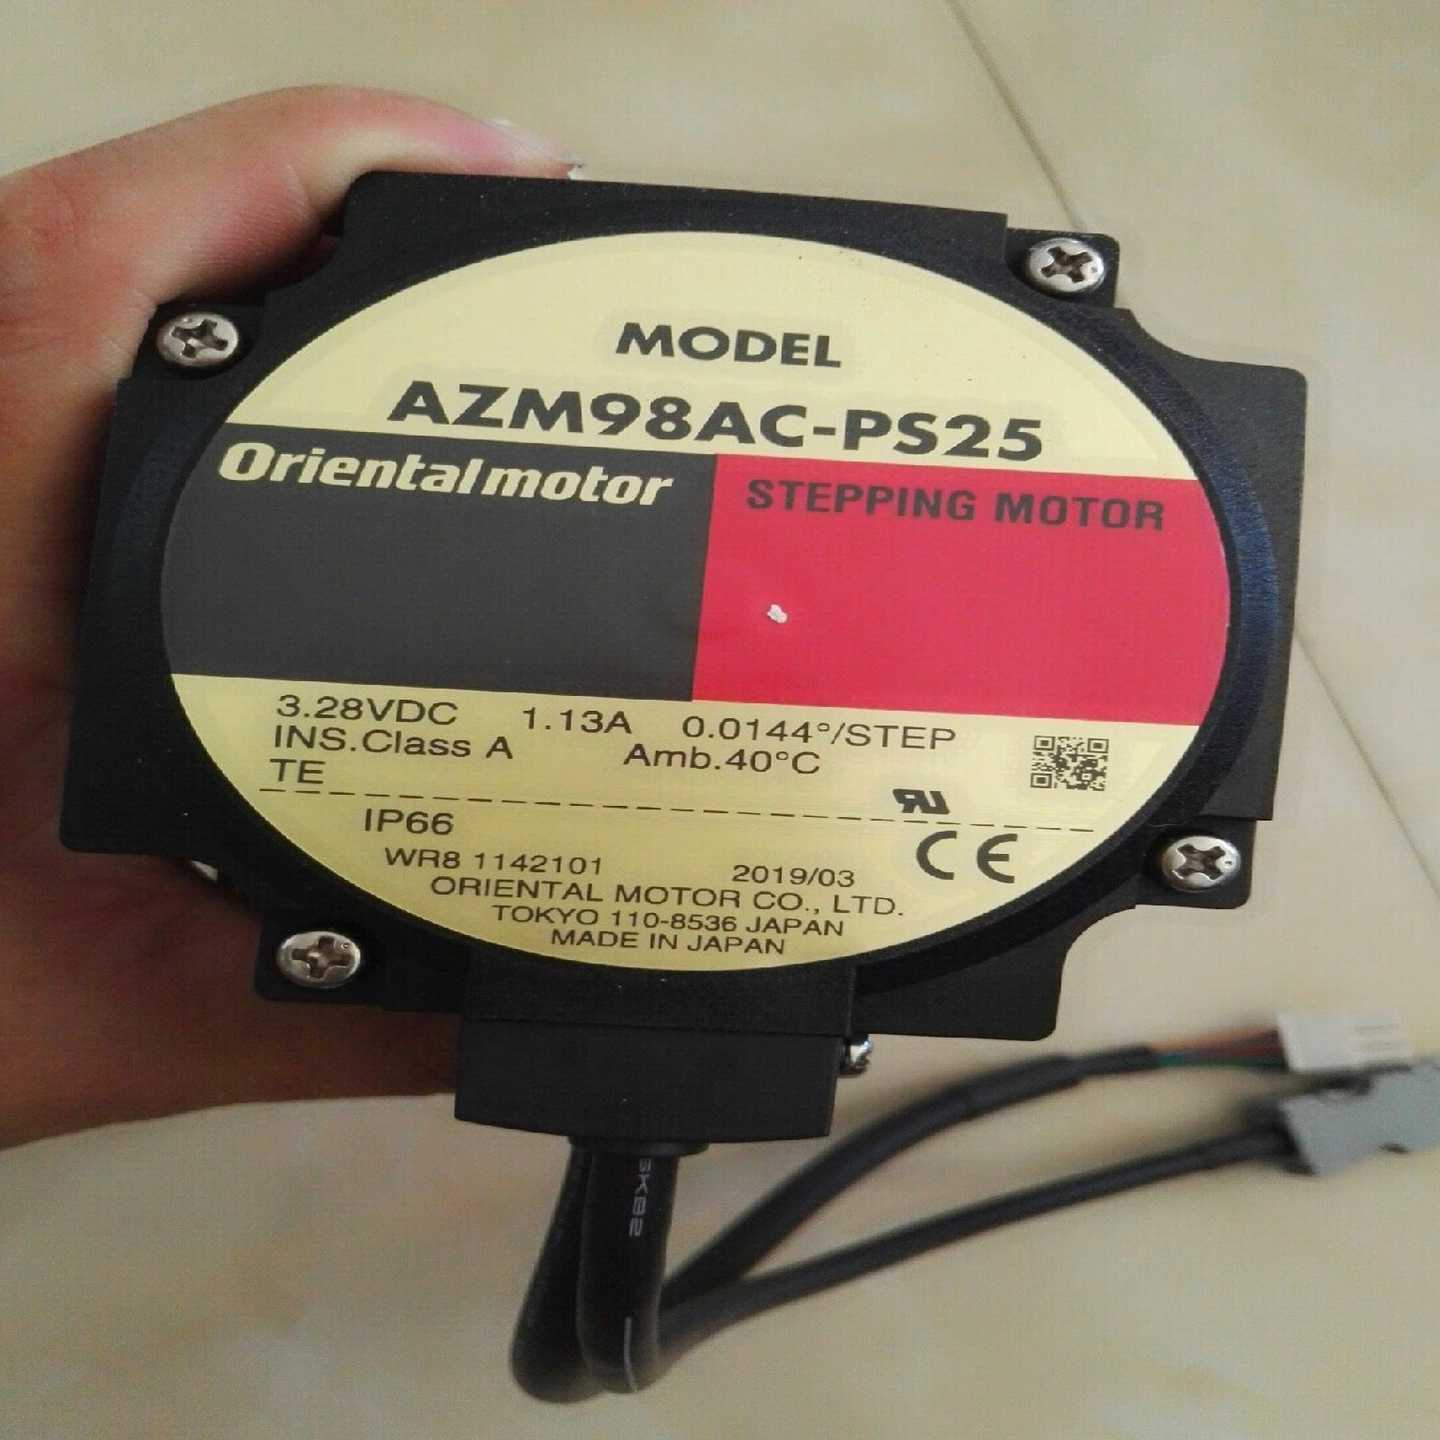 MODEL
AZM98AC-PS25
Orientalmotor STEPPING MOTOR
3.28VDC 1.13A 0.0144°/STEP
INS.Class A Amb.40°C
TE
IP66
WR8 1142101 2019/03 CE
ORIENTAL MOTOR CO., LTD.
TOKYO 110-8536 JAPAN
MADE IN JAPAN